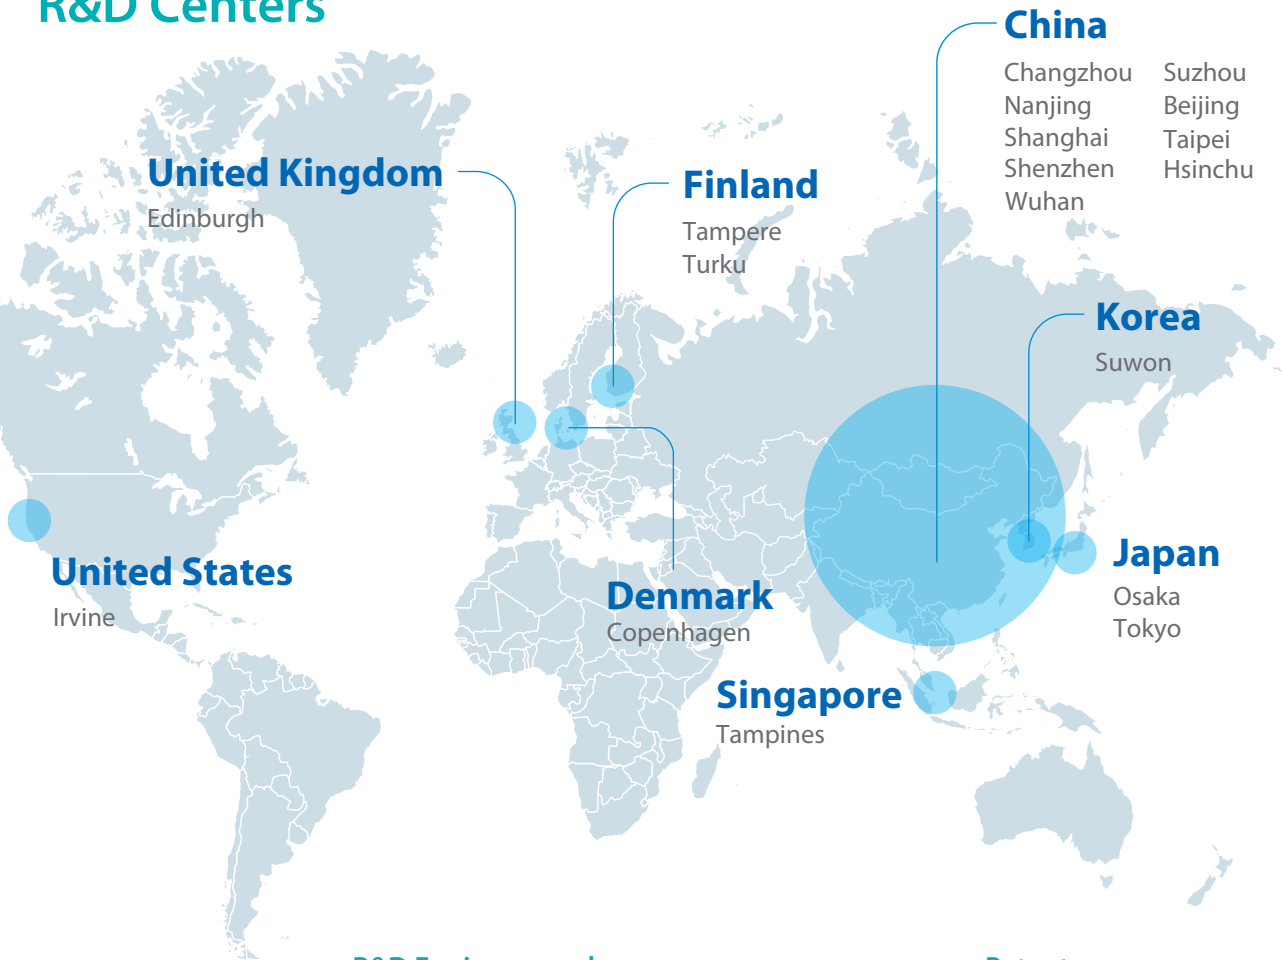 R&D Centers
China
Changzhou Suzhou
Nanjing Beijing
Shanghai Taipei
Shenzhen Hsinchu
Wuhan
United Kingdom
Edinburgh
Finland
Tampere
Turku
Korea
Suwon
United States
Irvine
Denmark
Copenhagen
Japan
Osaka
Tokyo
Singapore
Tampines